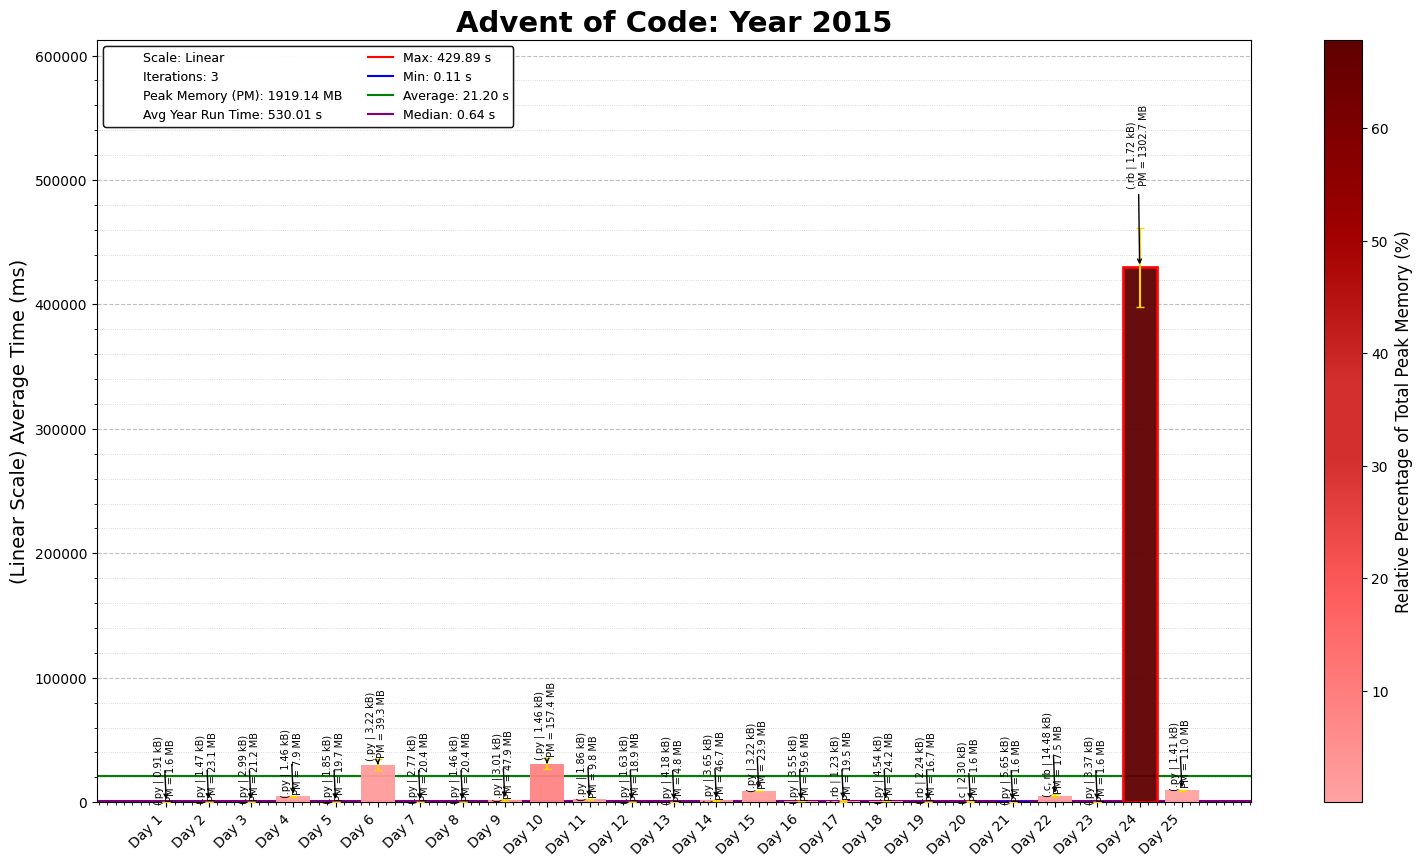 Advent of Code: Year 2015
Scale: Linear
Iterations: 3
Peak Memory (PM): 1919.14 MB
Avg Year Run Time: 530.01 s
Max: 429.89 s
Min: 0.11 s
Average: 21.20 s
Median: 0.64 s
(Linear Scale) Average Time (ms)
600000
500000
400000
300000
200000
100000
0
(.py | 0.91 kB)
PM = 1.6 MB
(.py | 1.47 kB)
PM = 23.1 MB
(.py | 2.99 kB)
PM = 21.2 MB
(.py | 1.46 kB)
PM = 7.9 MB
(.py | 1.85 kB)
PM = 19.7 MB
(.py | 3.22 kB)
PM = 39.3 MB
(.py | 2.77 kB)
PM = 20.4 MB
(.py | 1.46 kB)
PM = 20.4 MB
(.py | 3.01 kB)
PM = 47.9 MB
(.py | 1.46 kB)
PM = 157.4 MB
(.py | 1.86 kB)
PM = 9.8 MB
(.py | 1.63 kB)
PM = 18.9 MB
(.py | 4.18 kB)
PM = 4.8 MB
(.py | 3.65 kB)
PM = 46.7 MB
(.py | 3.22 kB)
PM = 23.9 MB
(.py | 3.55 kB)
PM = 59.6 MB
(.rb | 1.23 kB)
PM = 19.5 MB
(.py | 4.54 kB)
PM = 24.2 MB
(.rb | 2.24 kB)
PM = 16.7 MB
(.c | 2.30 kB)
PM = 1.6 MB
(.py | 5.65 kB)
PM = 1.6 MB
(.c,.rb | 14.48 kB)
PM = 17.5 MB
(.py | 3.37 kB)
PM = 1.6 MB
(.rb | 1.72 kB)
PM = 1302.7 MB
(.py | 1.41 kB)
PM = 11.0 MB
Day 1
Day 2
Day 3
Day 4
Day 5
Day 6
Day 7
Day 8
Day 9
Day 10
Day 11
Day 12
Day 13
Day 14
Day 15
Day 16
Day 17
Day 18
Day 19
Day 20
Day 21
Day 22
Day 23
Day 24
Day 25
60
50
40
30
20
10
Relative Percentage of Total Peak Memory (%)